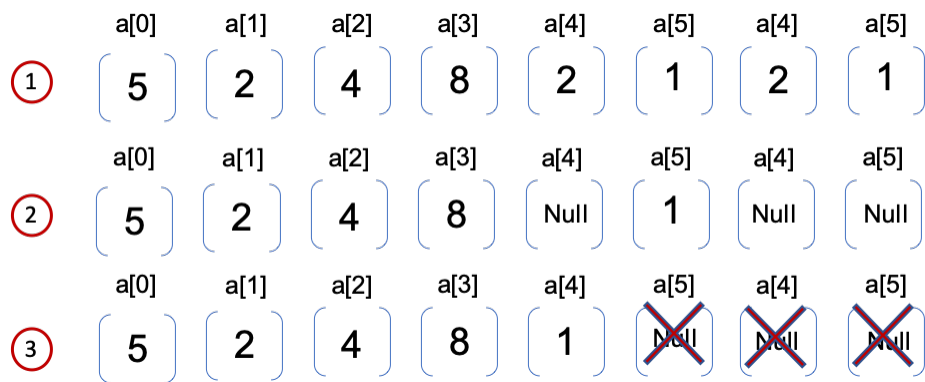 a[0] a[1] a[2] a[3] a[4] a[5] a[4] a[5]
1 5 2 4 8 2 1 2 1
a[0] a[1] a[2] a[3] a[4] a[5] a[4] a[5]
2 5 2 4 8 Null 1 Null Null
a[0] a[1] a[2] a[3] a[4] a[5] a[4] a[5]
3 5 2 4 8 1 Null Null Null